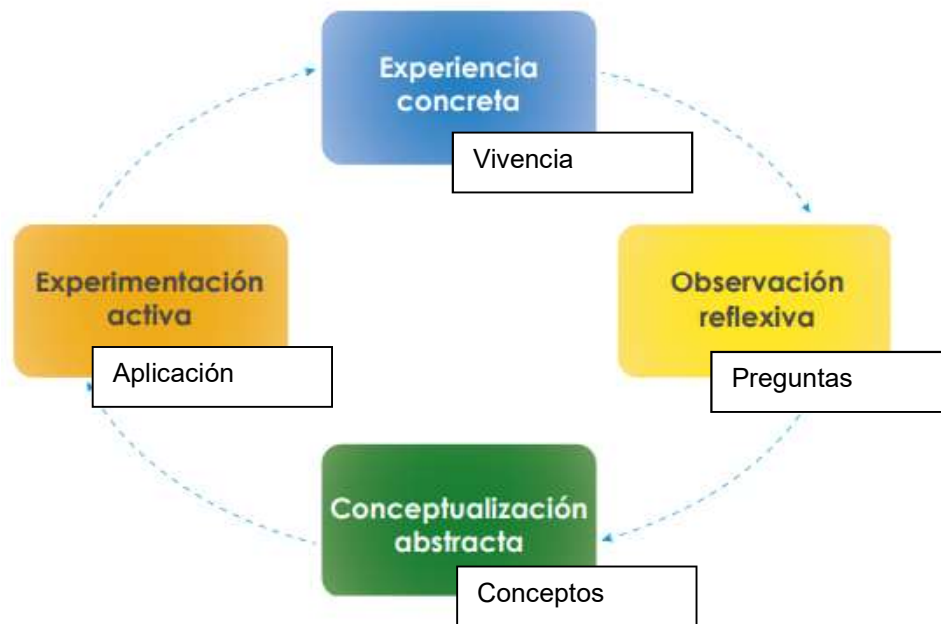 Experiencia
concreta
Vivencia
Observación
reflexiva
Preguntas
Conceptualización
abstracta
Conceptos
Experimentación
activa
Aplicación